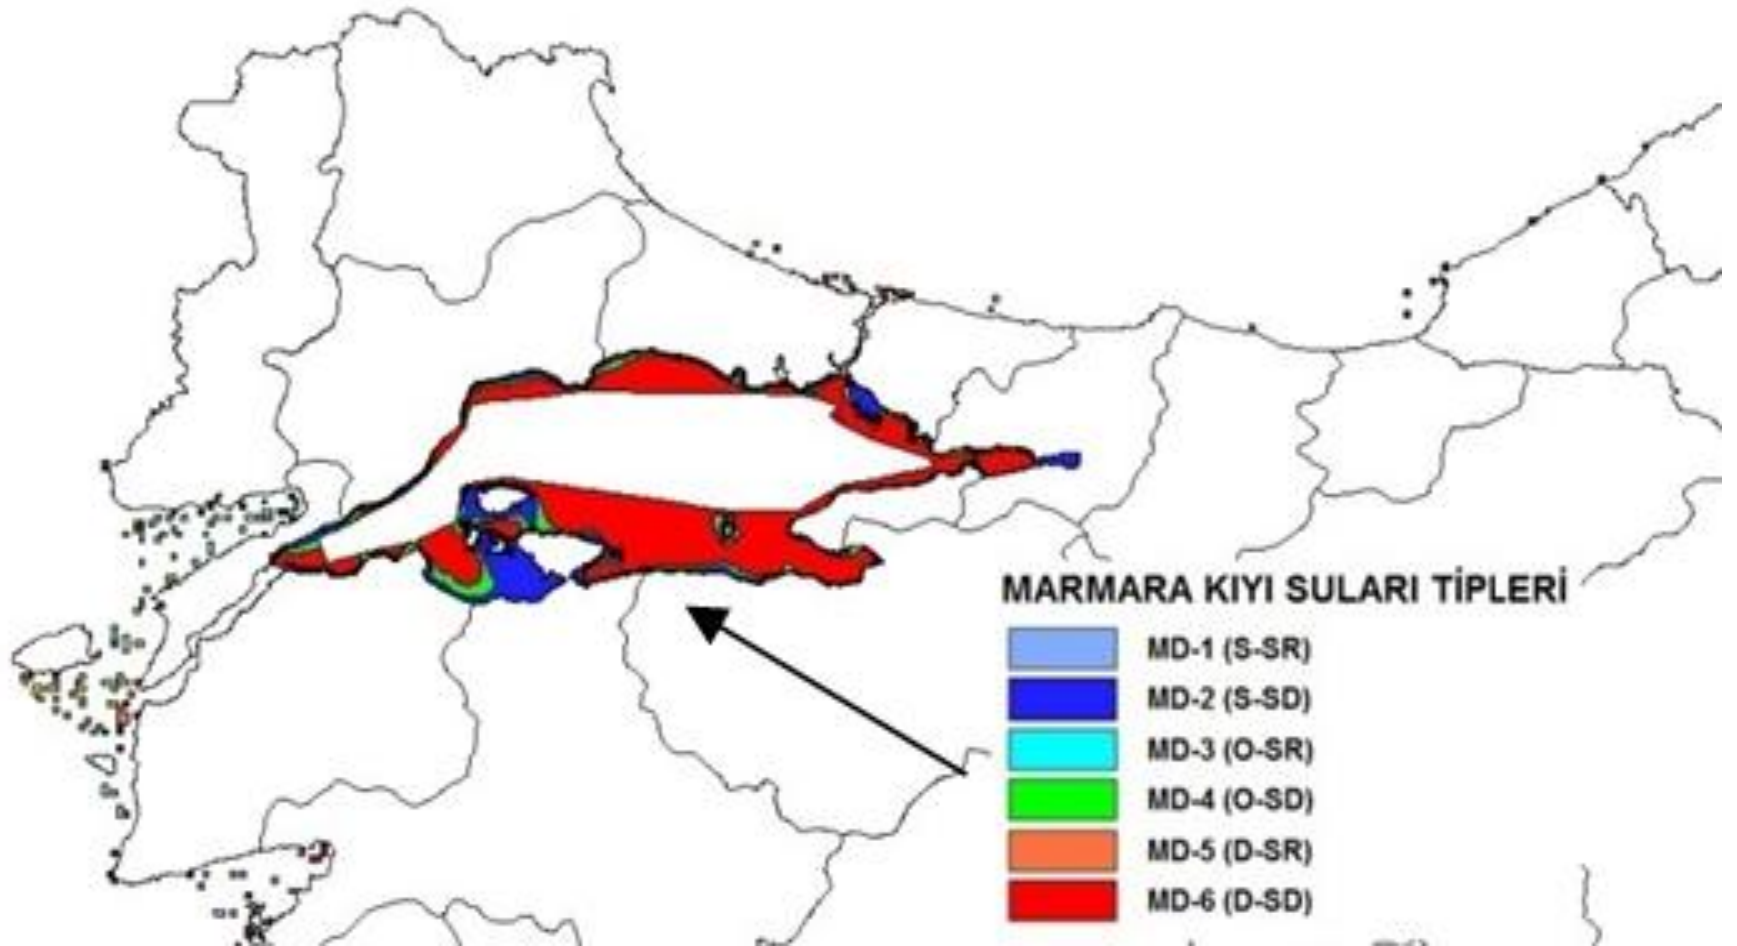 MARMARA KIYI SULARI TİPLERİ
MD-1 (S-SR)
MD-2 (S-SD)
MD-3 (O-SR)
MD-4 (O-SD)
MD-5 (D-SR)
MD-6 (D-SD)